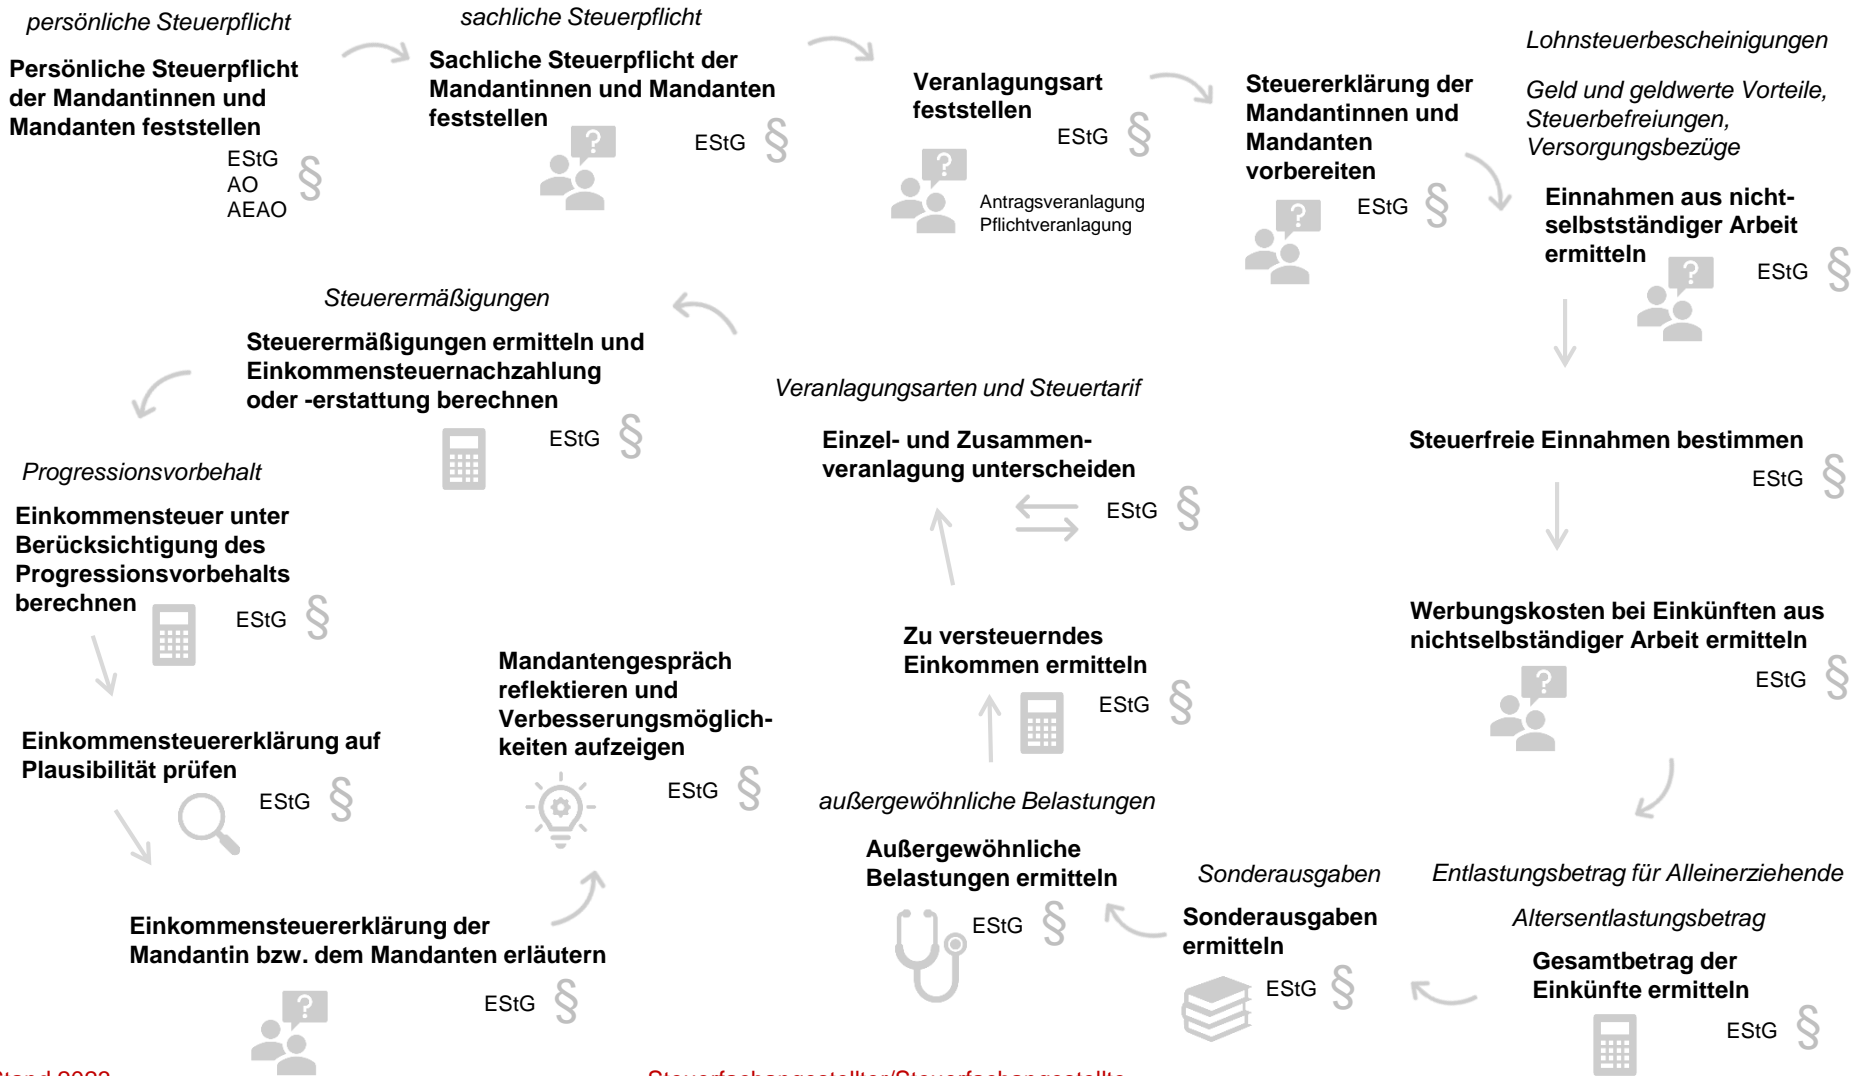 persönliche Steuerpflicht
Persönliche Steuerpflicht
der Mandantinnen und
Mandanten feststellen
EStG
AO
AEAO
§
sachliche Steuerpflicht
Sachliche Steuerpflicht der
Mandantinnen und Mandanten
feststellen
?
EStG §
Veranlagungsart
feststellen
EStG §
?
Antragsveranlagung
Pflichtveranlagung
Steuererklärung der
Mandantinnen und
Mandanten
vorbereiten
EStG §
?
Lohnsteuerbescheinigungen
Geld und geldwerte Vorteile,
Steuerbefreiungen,
Versorgungsbezüge
Einnahmen aus nicht-
selbstständiger Arbeit
ermitteln
?
EStG §
Steuerfreie Einnahmen bestimmen
EStG §
Werbungskosten bei Einkünften aus
nichtselbständiger Arbeit ermitteln
?
EStG §
Entlastungsbetrag für Alleinerziehende
Altersentlastungsbetrag
Gesamtbetrag der
Einkünfte ermitteln
EStG §
Sonderausgaben
Sonderausgaben
ermitteln
EStG §
außergewöhnliche Belastungen
Außergewöhnliche
Belastungen ermitteln
EStG §
Zu versteuerndes
Einkommen ermitteln
EStG §
Veranlagungsarten und Steuertarif
Einzel- und Zusammen-
veranlagung unterscheiden
EStG §
Steuerermäßigungen
Steuerermäßigungen ermitteln und
Einkommensteuernachzahlung
oder -erstattung berechnen
EStG §
Progressionsvorbehalt
Einkommensteuer unter
Berücksichtigung des
Progressionsvorbehalts
berechnen
EStG §
Einkommensteuererklärung auf
Plausibilität prüfen
EStG §
Einkommensteuererklärung der
Mandantin bzw. dem Mandanten erläutern
EStG §
?
Mandantengespräch
reflektieren und
Verbesserungsmöglich-
keiten aufzeigen
EStG §
Steuerfachangestellter/Steuerfachangestellte